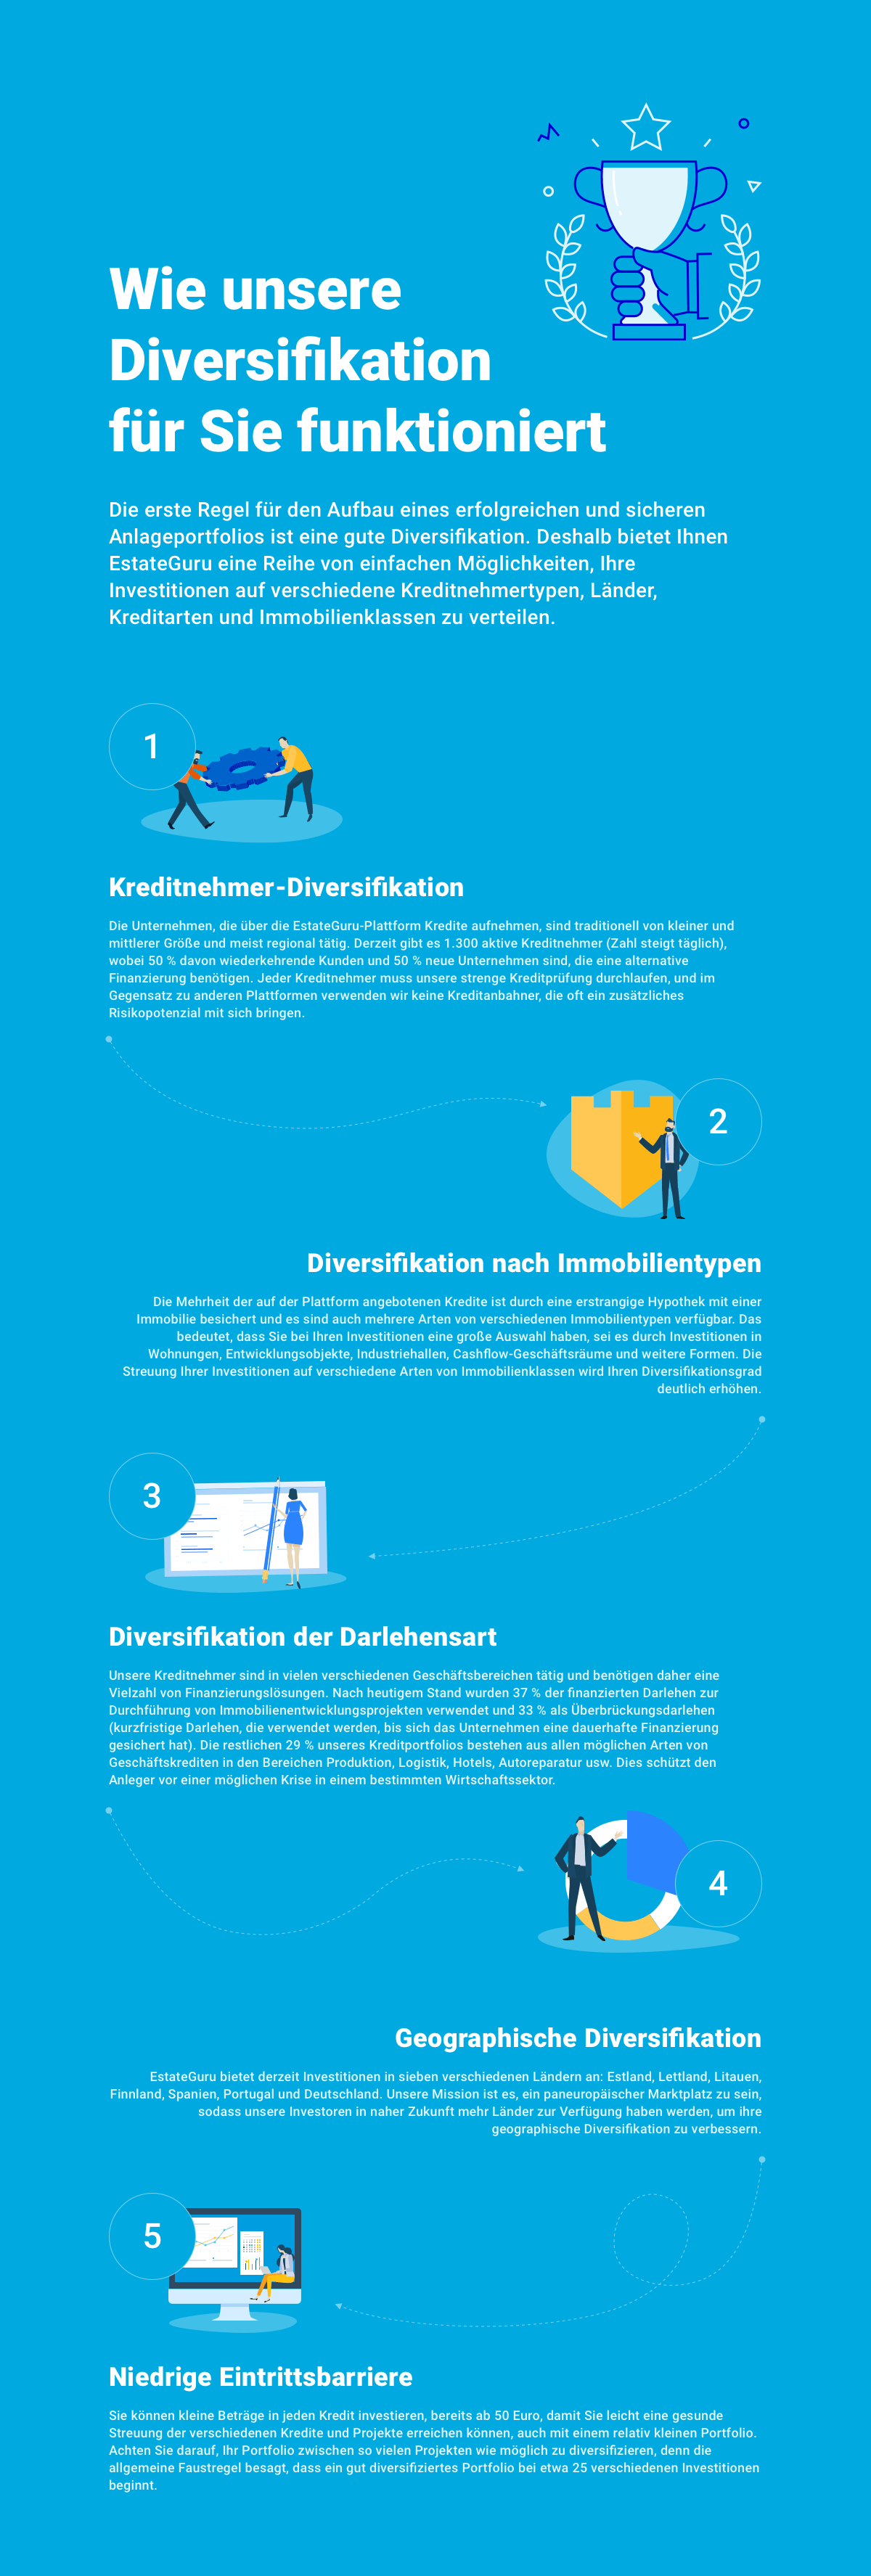 Wie unsere
Diversifikation
für Sie funktioniert
Die erste Regel für den Aufbau eines erfolgreichen und sicheren
Anlageportfolios ist eine gute Diversifikation. Deshalb bietet Ihnen
EstateGuru eine Reihe von einfachen Möglichkeiten, Ihre
Investitionen auf verschiedene Kreditnehmertypen, Länder,
Kreditarten und Immobilienklassen zu verteilen.
1
Kreditnehmer-Diversifikation
Die Unternehmen, die über die EstateGuru-Plattform Kredite aufnehmen, sind traditionell von kleiner und
mittlerer Größe und meist regional tätig. Derzeit gibt es 1.300 aktive Kreditnehmer (Zahl steigt täglich),
wobei 50 % davon wiederkehrende Kunden und 50 % neue Unternehmen sind, die eine alternative
Finanzierung benötigen. Jeder Kreditnehmer muss unsere strenge Kreditprüfung durchlaufen, und im
Gegensatz zu anderen Plattformen verwenden wir keine Kreditanbahner, die oft ein zusätzliches
Risikopotenzial mit sich bringen.
2
Diversifikation nach Immobilientypen
Die Mehrheit der auf der Plattform angebotenen Kredite ist durch eine erstrangige Hypothek mit einer
Immobilie besichert und es sind auch mehrere Arten von verschiedenen Immobilientypen verfügbar. Das
bedeutet, dass Sie bei Ihren Investitionen eine große Auswahl haben, sei es durch Investitionen in
Wohnungen, Entwicklungsobjekte, Industriehallen, Cashflow-Geschäftsräume und weitere Formen. Die
Streuung Ihrer Investitionen auf verschiedene Arten von Immobilienklassen wird Ihren Diversifikationsgrad
deutlich erhöhen.
3
Diversifikation der Darlehensart
Unsere Kreditnehmer sind in vielen verschiedenen Geschäftsbereichen tätig und benötigen daher eine
Vielzahl von Finanzierungslösungen. Nach heutigem Stand wurden 37 % der finanzierten Darlehen zur
Durchführung von Immobilienentwicklungsprojekten verwendet und 33 % als Überbrückungsdarlehen
(kurzfristige Darlehen, die verwendet werden, bis sich das Unternehmen eine dauerhafte Finanzierung
gesichert hat). Die restlichen 29 % unseres Kreditportfolios bestehen aus allen möglichen Arten von
Geschäftskrediten in den Bereichen Produktion, Logistik, Hotels, Autoreparatur usw. Dies schützt den
Anleger vor einer möglichen Krise in einem bestimmten Wirtschaftssektor.
4
Geographische Diversifikation
EstateGuru bietet derzeit Investitionen in sieben verschiedenen Ländern an: Estland, Lettland, Litauen,
Finnland, Spanien, Portugal und Deutschland. Unsere Mission ist es, ein paneuropäischer Marktplatz zu sein,
sodass unsere Investoren in naher Zukunft mehr Länder zur Verfügung haben werden, um ihre
geographische Diversifikation zu verbessern.
5
Niedrige Eintrittsbarriere
Sie können kleine Beträge in jeden Kredit investieren, bereits ab 50 Euro, damit Sie leicht eine gesunde
Streuung der verschiedenen Kredite und Projekte erreichen können, auch mit einem relativ kleinen Portfolio.
Achten Sie darauf, Ihr Portfolio zwischen so vielen Projekten wie möglich zu diversifizieren, denn die
allgemeine Faustregel besagt, dass ein gut diversifiziertes Portfolio bei etwa 25 verschiedenen Investitionen
beginnt.